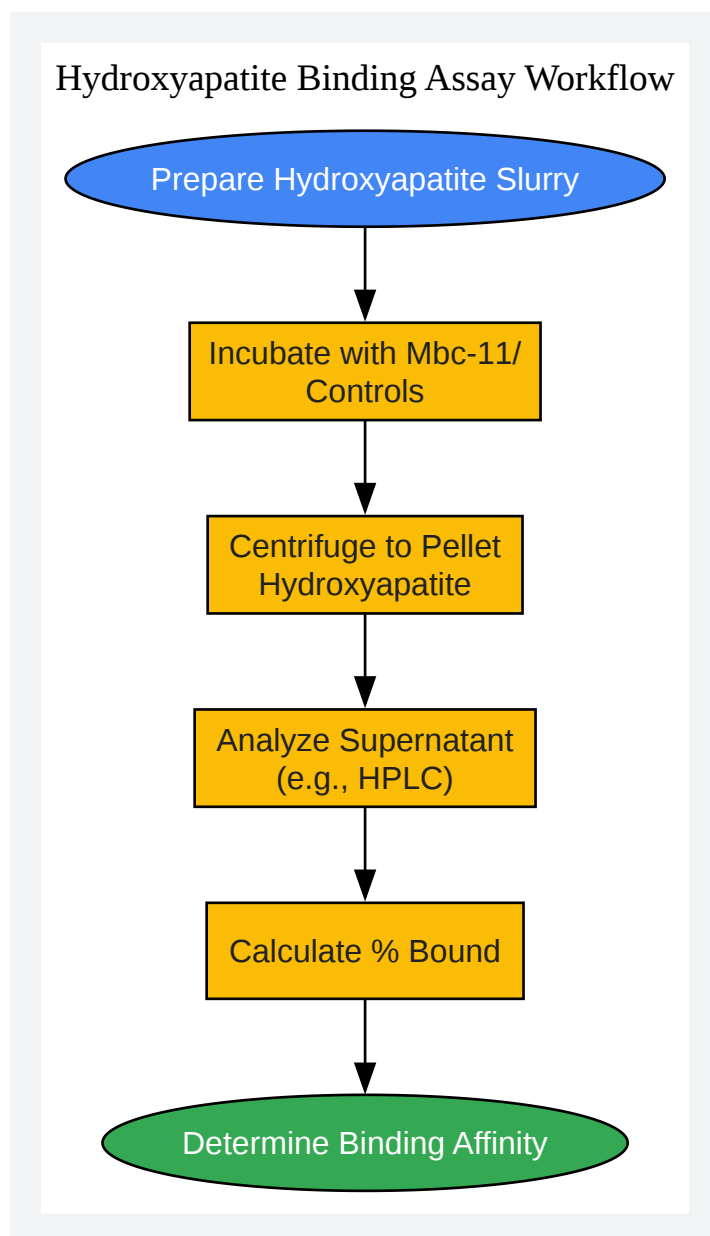 Hydroxyapatite Binding Assay Workflow
Prepare Hydroxyapatite Slurry
Incubate with Mbc-11/
Controls
Centrifuge to Pellet
Hydroxyapatite
Analyze Supernatant
(e.g., HPLC)
Calculate % Bound
Determine Binding Affinity